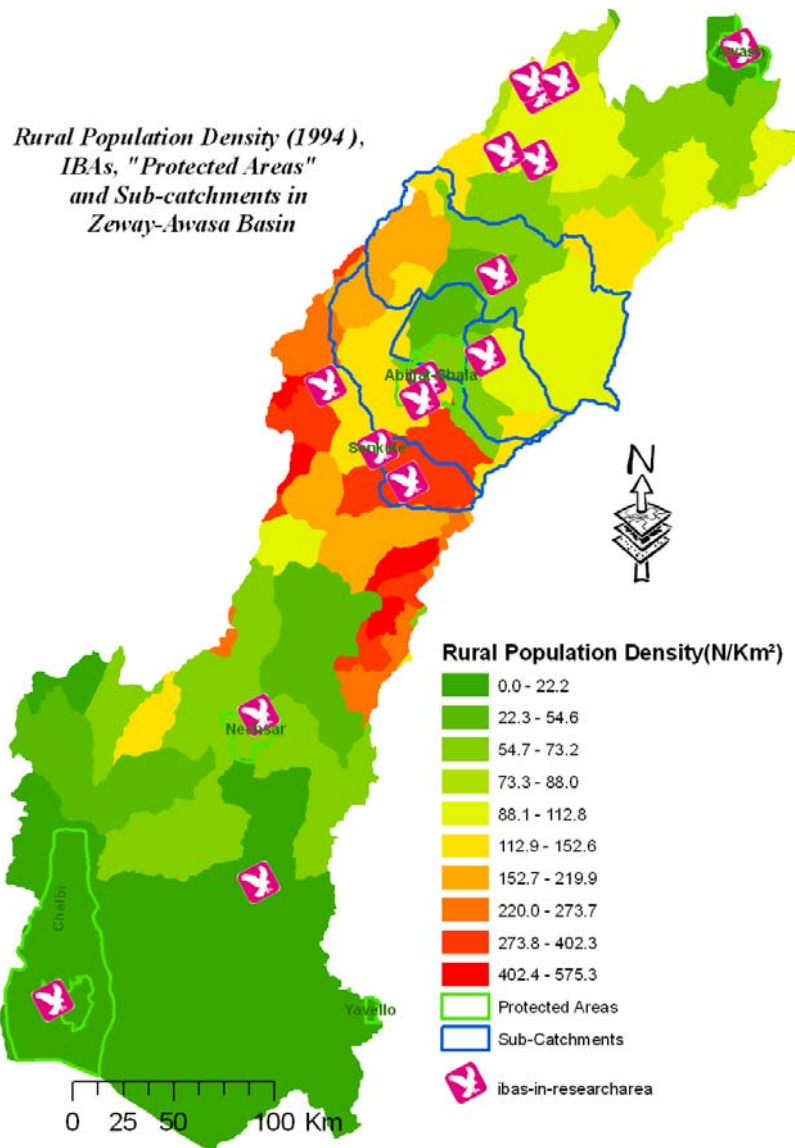 Rural Population Density (1994),
IBAs, "Protected Areas"
and Sub-catchments in
Zeway-Awasa Basin
Abijat-Shala
Senkele
N
Nechsar
Chelbi
Yavello
Rural Population Density(N/Km²)
0.0 - 22.2
22.3 - 54.6
54.7 - 73.2
73.3 - 88.0
88.1 - 112.8
112.9 - 152.6
152.7 - 219.9
220.0 - 273.7
273.8 - 402.3
402.4 - 575.3
Protected Areas
Sub-Catchments
ibas-in-researcharea
0 25 50 100 Km